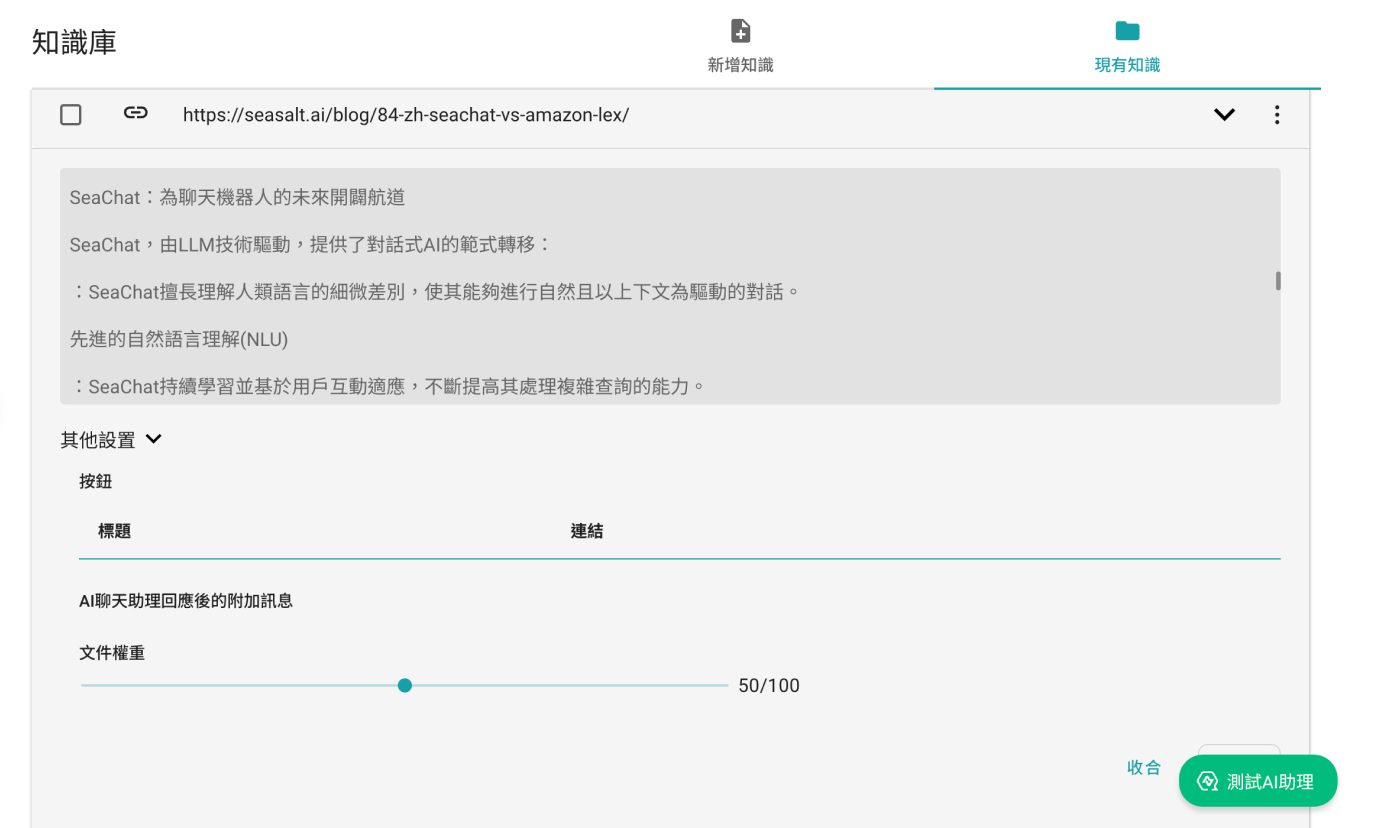 知識庫
新增知識
現有知識
https://seasalt.ai/blog/84-zh-seachat-vs-amazon-lex/
SeaChat：為聊天機器人的未來開闢航道
SeaChat，由LLM技術驅動，提供了對話式AI的範式轉移：
：SeaChat擅長理解人類語言的細微差別，使其能夠進行自然且以上下文為驅動的對話。
先進的自然語言理解(NLU)
：SeaChat持續學習並基於用戶互動適應，不斷提高其處理複雜查詢的能力。
其他設置
按鈕
標題 連結
AI聊天助理回應後的附加訊息
文件權重
50/100
收合
測試AI助理